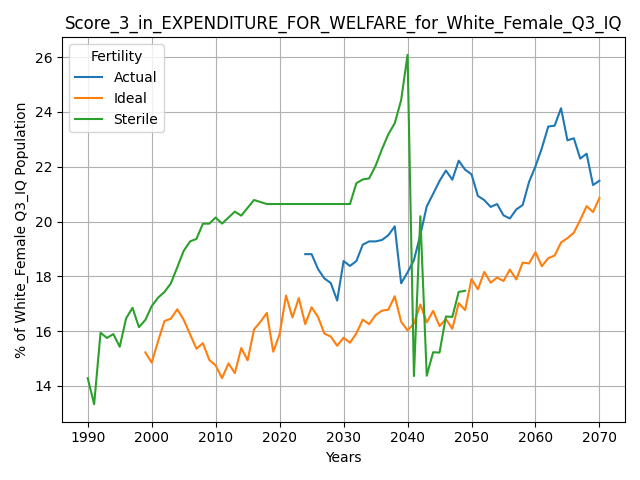 Score_3_in_EXPENDITURE_FOR_WELFARE_for_White_Female_Q3_IQ
Fertility
Actual
Ideal
Sterile
% of White_Female Q3_IQ Population
26
24
22
20
18
16
14
1990 2000 2010 2020 2030 2040 2050 2060 2070
Years